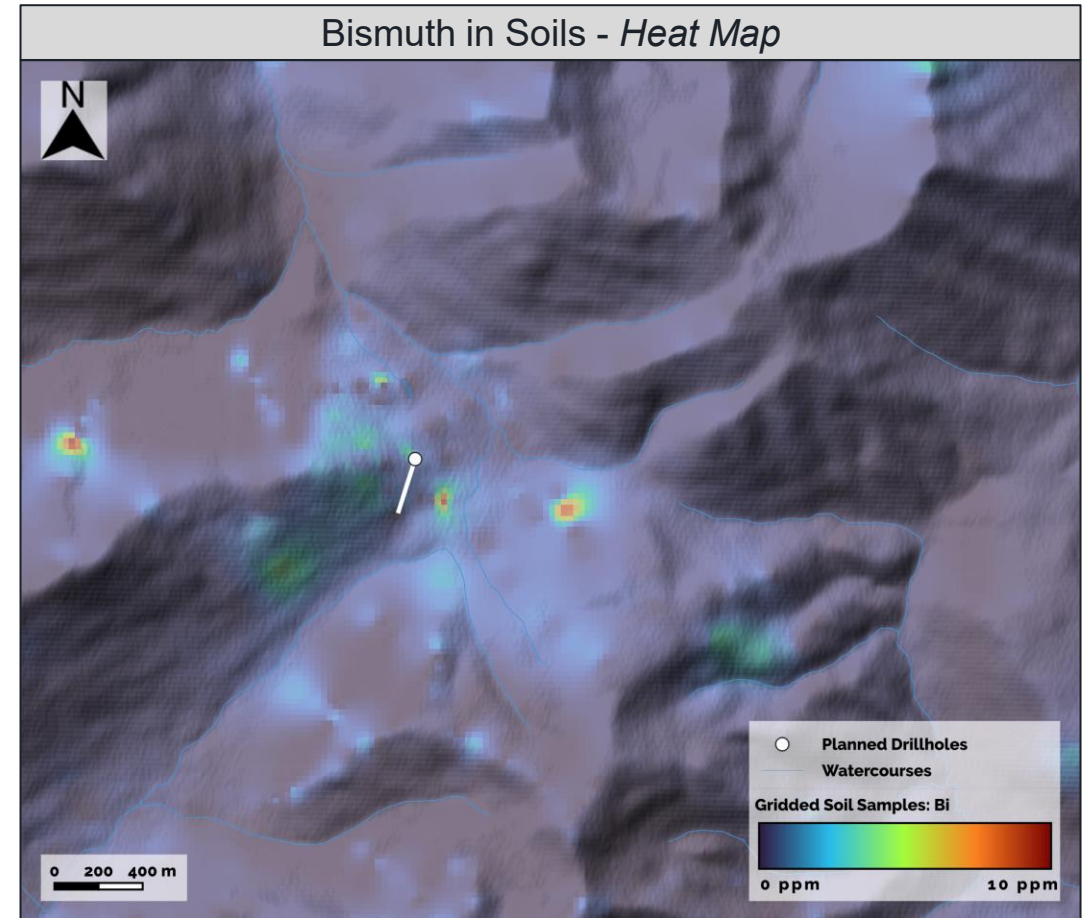 Bismuth in Soils - Heat Map
N
Planned Drillholes
Watercourses
Gridded Soil Samples: Bi
0 ppm 10 ppm
0 200 400 m